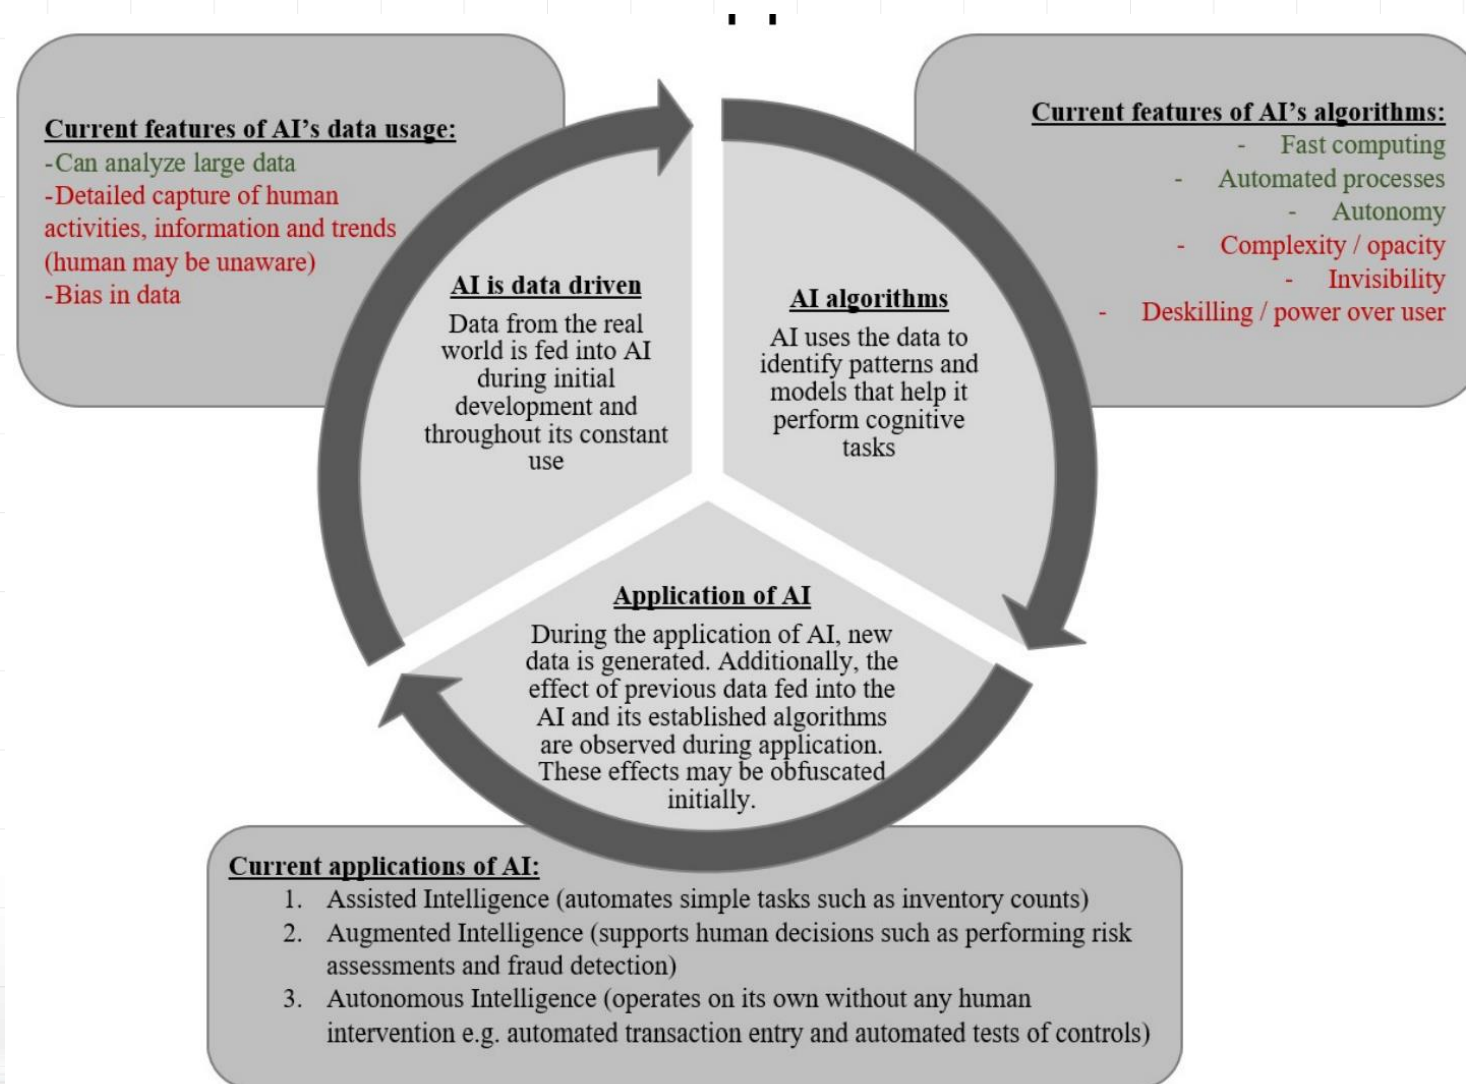 Current features of AI’s data usage:
-Can analyze large data
-Detailed capture of human
activities, information and trends
(human may be unaware)
-Bias in data
Current features of AI’s algorithms:
- Fast computing
- Automated processes
- Autonomy
- Complexity / opacity
- Invisibility
- Deskilling / power over user
AI is data driven
Data from the real
world is fed into AI
during initial
development and
throughout its constant
use
AI algorithms
AI uses the data to
identify patterns and
models that help it
perform cognitive
tasks
Application of AI
During the application of AI, new
data is generated. Additionally, the
effect of previous data fed into the
AI and its established algorithms
are observed during application.
These effects may be obfuscated
initially.
Current applications of AI:
1. Assisted Intelligence (automates simple tasks such as inventory counts)
2. Augmented Intelligence (supports human decisions such as performing risk
assessments and fraud detection)
3. Autonomous Intelligence (operates on its own without any human
intervention e.g. automated transaction entry and automated tests of controls)